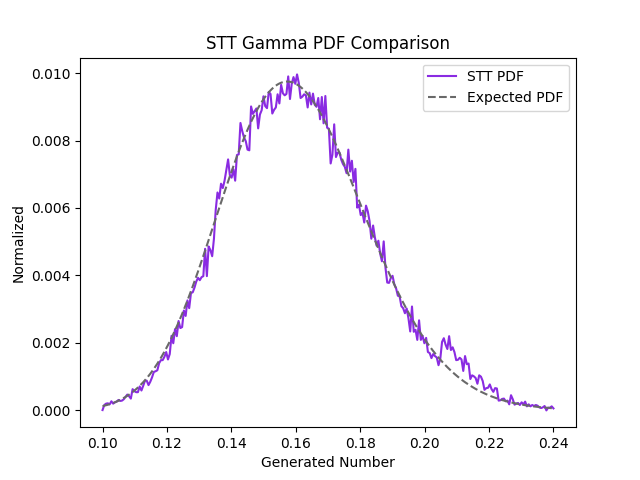 STT Gamma PDF Comparison
STT PDF
Expected PDF
Normalized
0.010
0.008
0.006
0.004
0.002
0.000
0.10 0.12 0.14 0.16 0.18 0.20 0.22 0.24
Generated Number